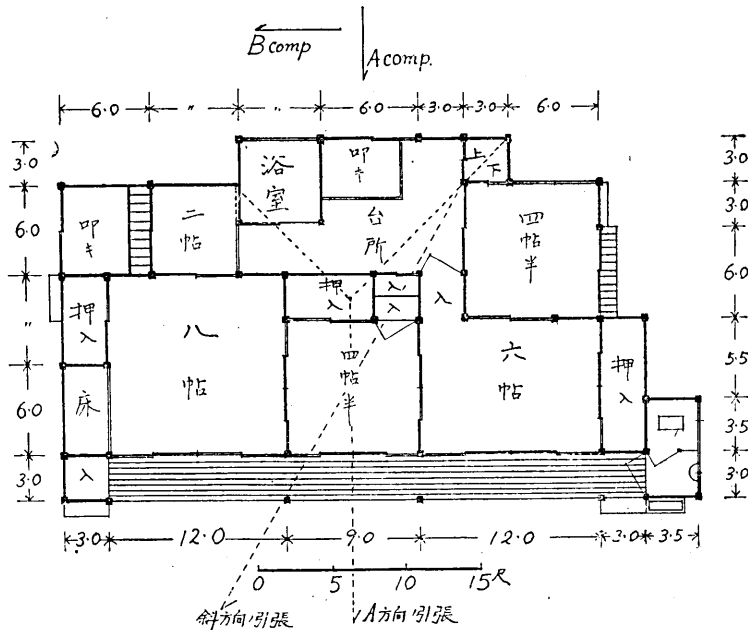 B comp
A comp.
6.0 〃 〃 6.0 3.0 3.0 6.0
3.0
6.0
〃
6.0
3.0
3.0
3.0
6.0
5.5
3.5
3.0
浴室
叩キ
上
下
叩キ
二帖
台所
四帖半
押入
押入
入
入
入
八帖
四帖半
六帖
押入
床
入
3.0 12.0 9.0 12.0 3.0 3.5
0 5 10 15尺
斜方向引張
A方向引張